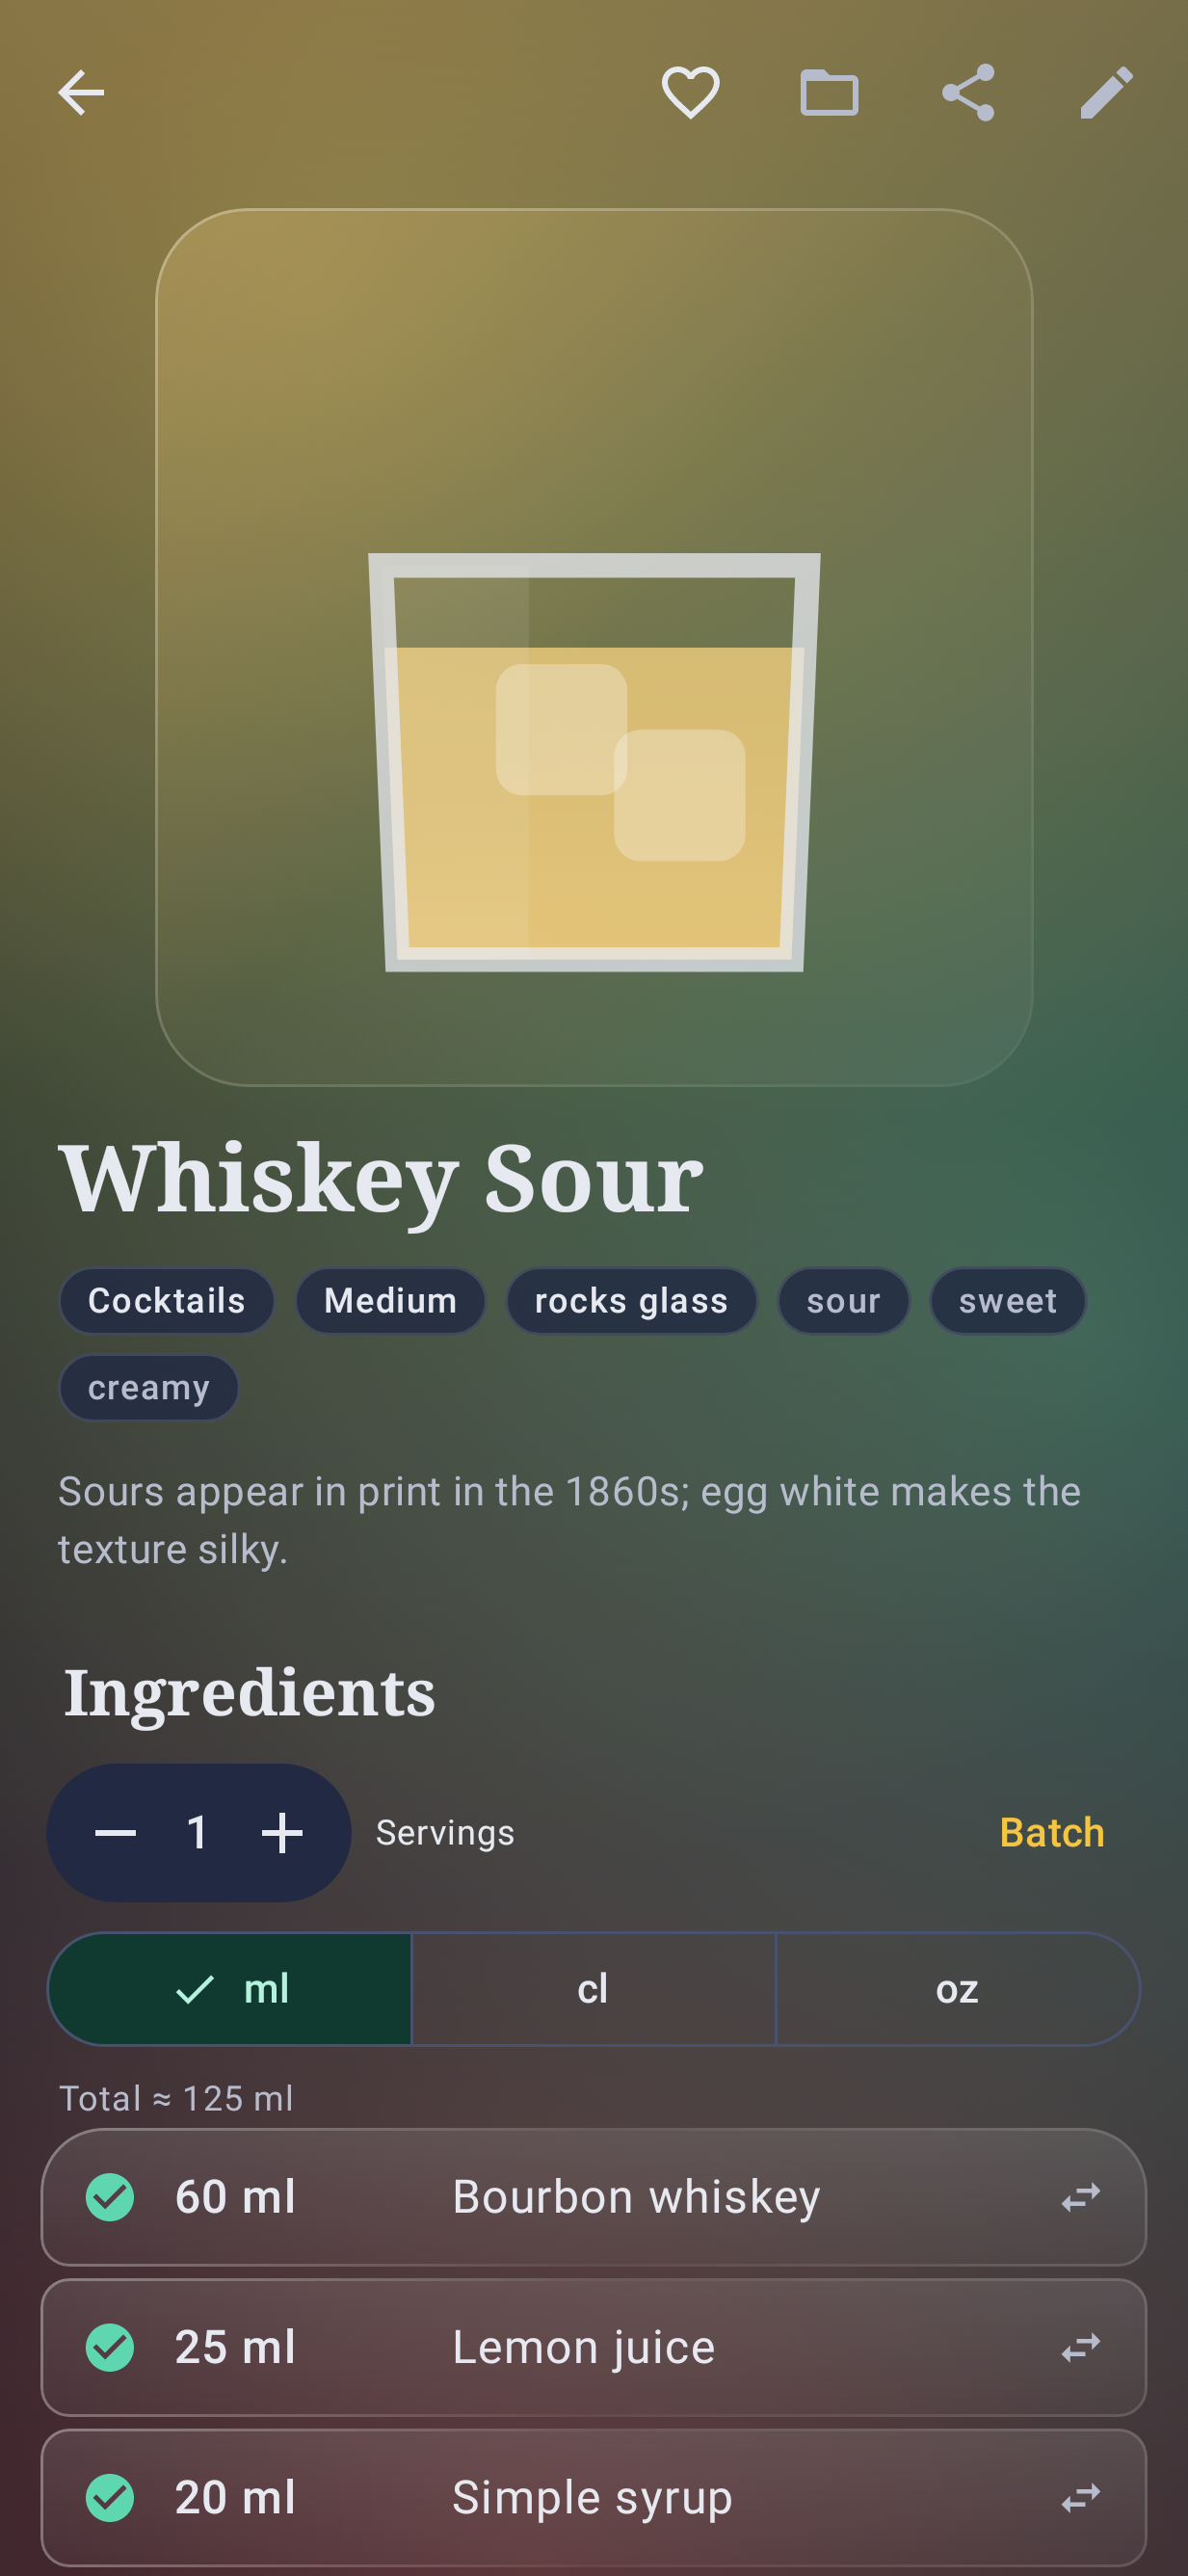 Whiskey Sour
Cocktails Medium rocks glass sour sweet
creamy
Sours appear in print in the 1860s; egg white makes the
texture silky.
Ingredients
1 Servings Batch
ml cl oz
Total ≈ 125 ml
60 ml Bourbon whiskey
25 ml Lemon juice
20 ml Simple syrup